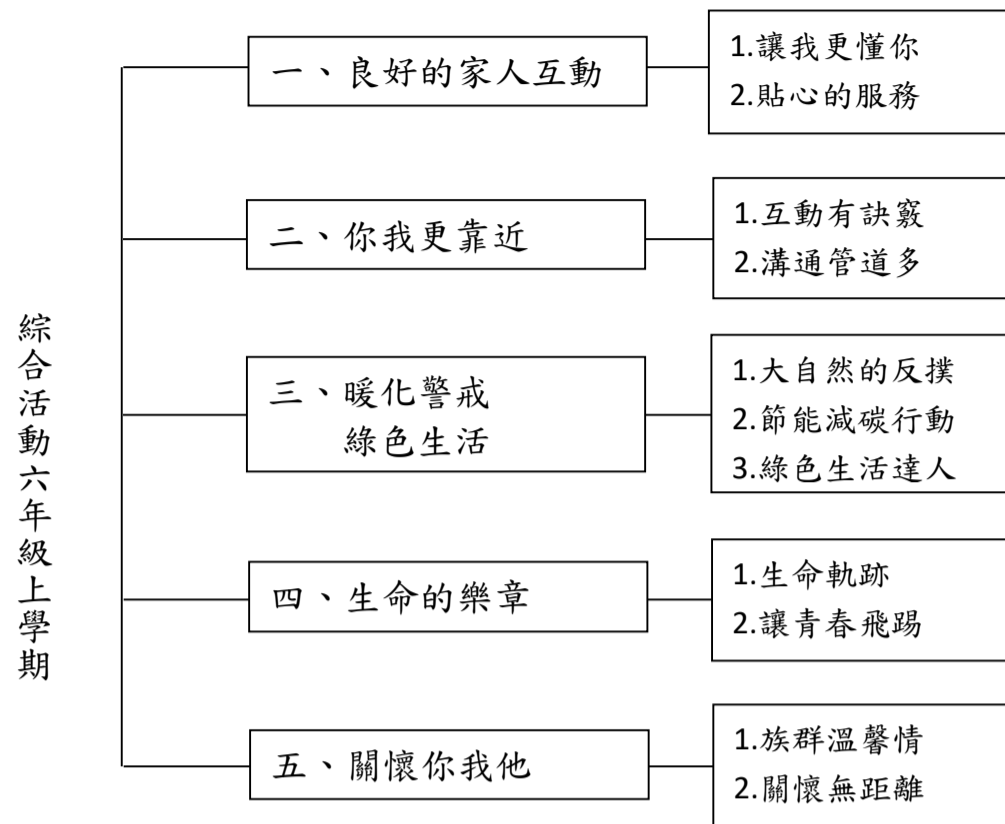 綜合活動六年級上學期
一、良好的家人互動
1.讓我更懂你
2.貼心的服務
二、你我更靠近
1.互動有訣竅
2.溝通管道多
三、暖化警戒
綠色生活
1.大自然的反撲
2.節能減碳行動
3.綠色生活達人
四、生命的樂章
1.生命軌跡
2.讓青春飛踢
五、關懷你我他
1.族群溫馨情
2.關懷無距離